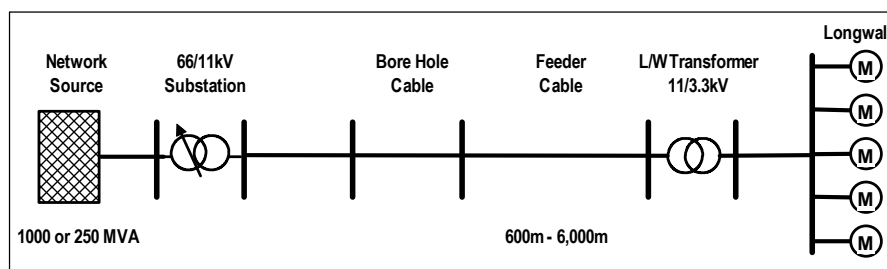 Longwal
Network
Source
66/11kV
Substation
Bore Hole
Cable
Feeder
Cable
L/W Transformer
11/3.3kV
M
M
M
M
M
1000 or 250 MVA
600m - 6,000m